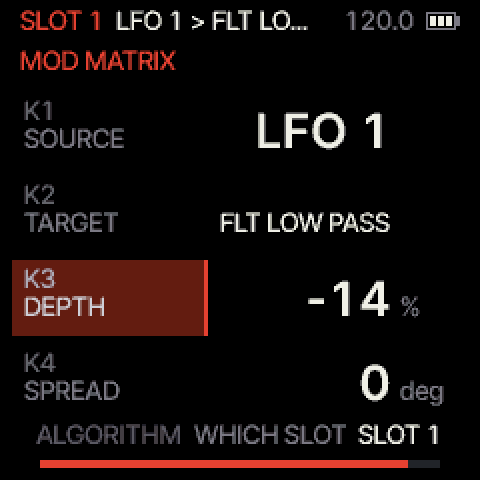 SLOT 1 LFO 1 > FLT LO... 120.0
MOD MATRIX
K1
SOURCE LFO 1
K2
TARGET FLT LOW PASS
K3
DEPTH -14 %
K4
SPREAD 0 deg
ALGORITHM WHICH SLOT SLOT 1